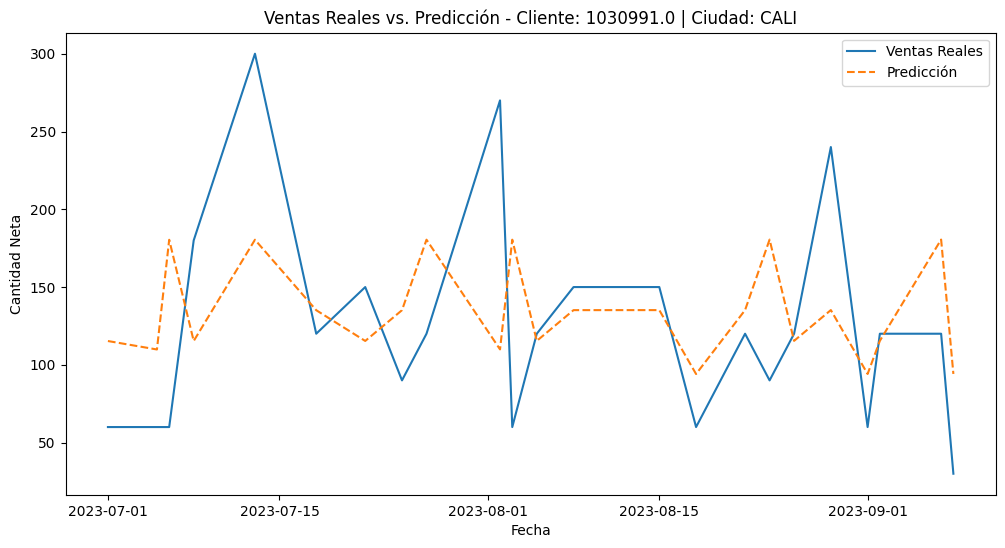 Ventas Reales vs. Predicción - Cliente: 1030991.0 | Ciudad: CALI
Ventas Reales
Predicción
Cantidad Neta
300
250
200
150
100
50
2023-07-01
2023-07-15
2023-08-01
2023-08-15
2023-09-01
Fecha